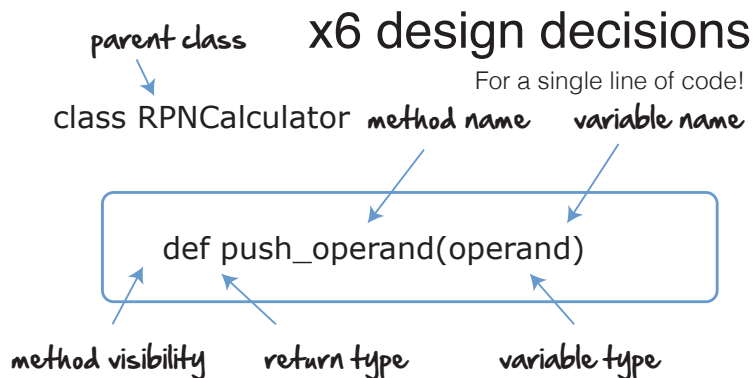 x6 design decisions
parent class
For a single line of code!
class RPNCalculator
method name
variable name
def push_operand(operand)
method visibility
return type
variable type